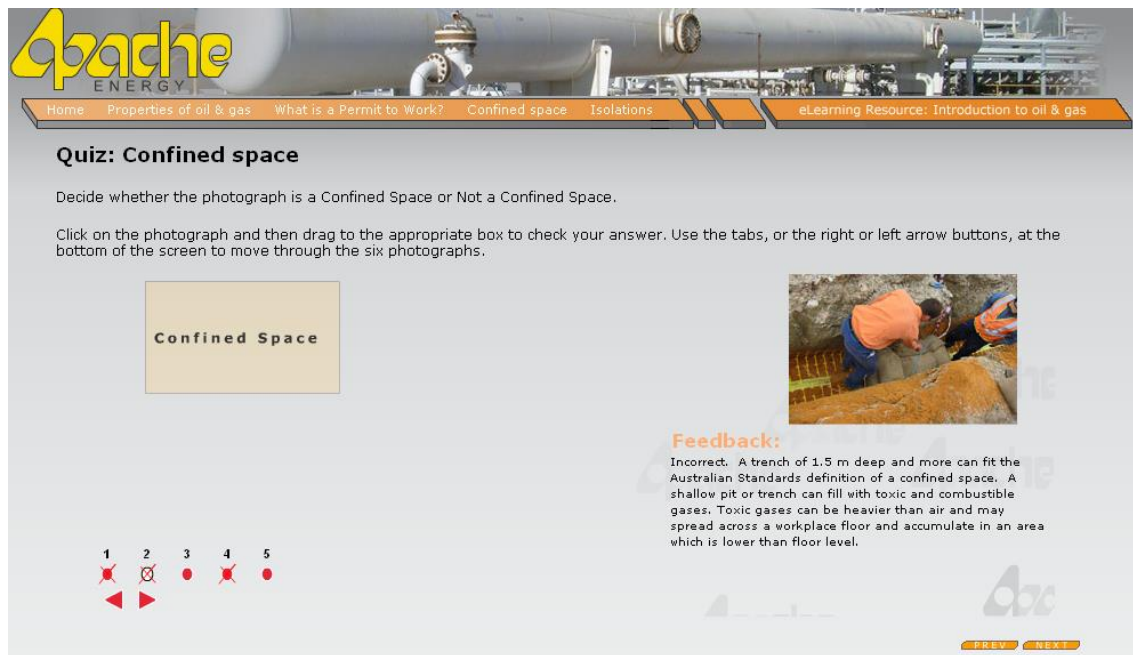 Apache
ENERGY
Home Properties of oil & gas What is a Permit to Work? Confined space Isolations eLearning Resource: Introduction to oil & gas
Quiz: Confined space
Decide whether the photograph is a Confined Space or Not a Confined Space.
Click on the photograph and then drag to the appropriate box to check your answer. Use the tabs, or the right or left arrow buttons, at the
bottom of the screen to move through the six photographs.
Confined Space
Feedback:
Incorrect. A trench of 1.5 m deep and more can fit the
Australian Standards definition of a confined space. A
shallow pit or trench can fill with toxic and combustible
gases. Toxic gases can be heavier than air and may
spread across a workplace floor and accumulate in an area
which is lower than floor level.
1 2 3 4 5
PREV NEXT